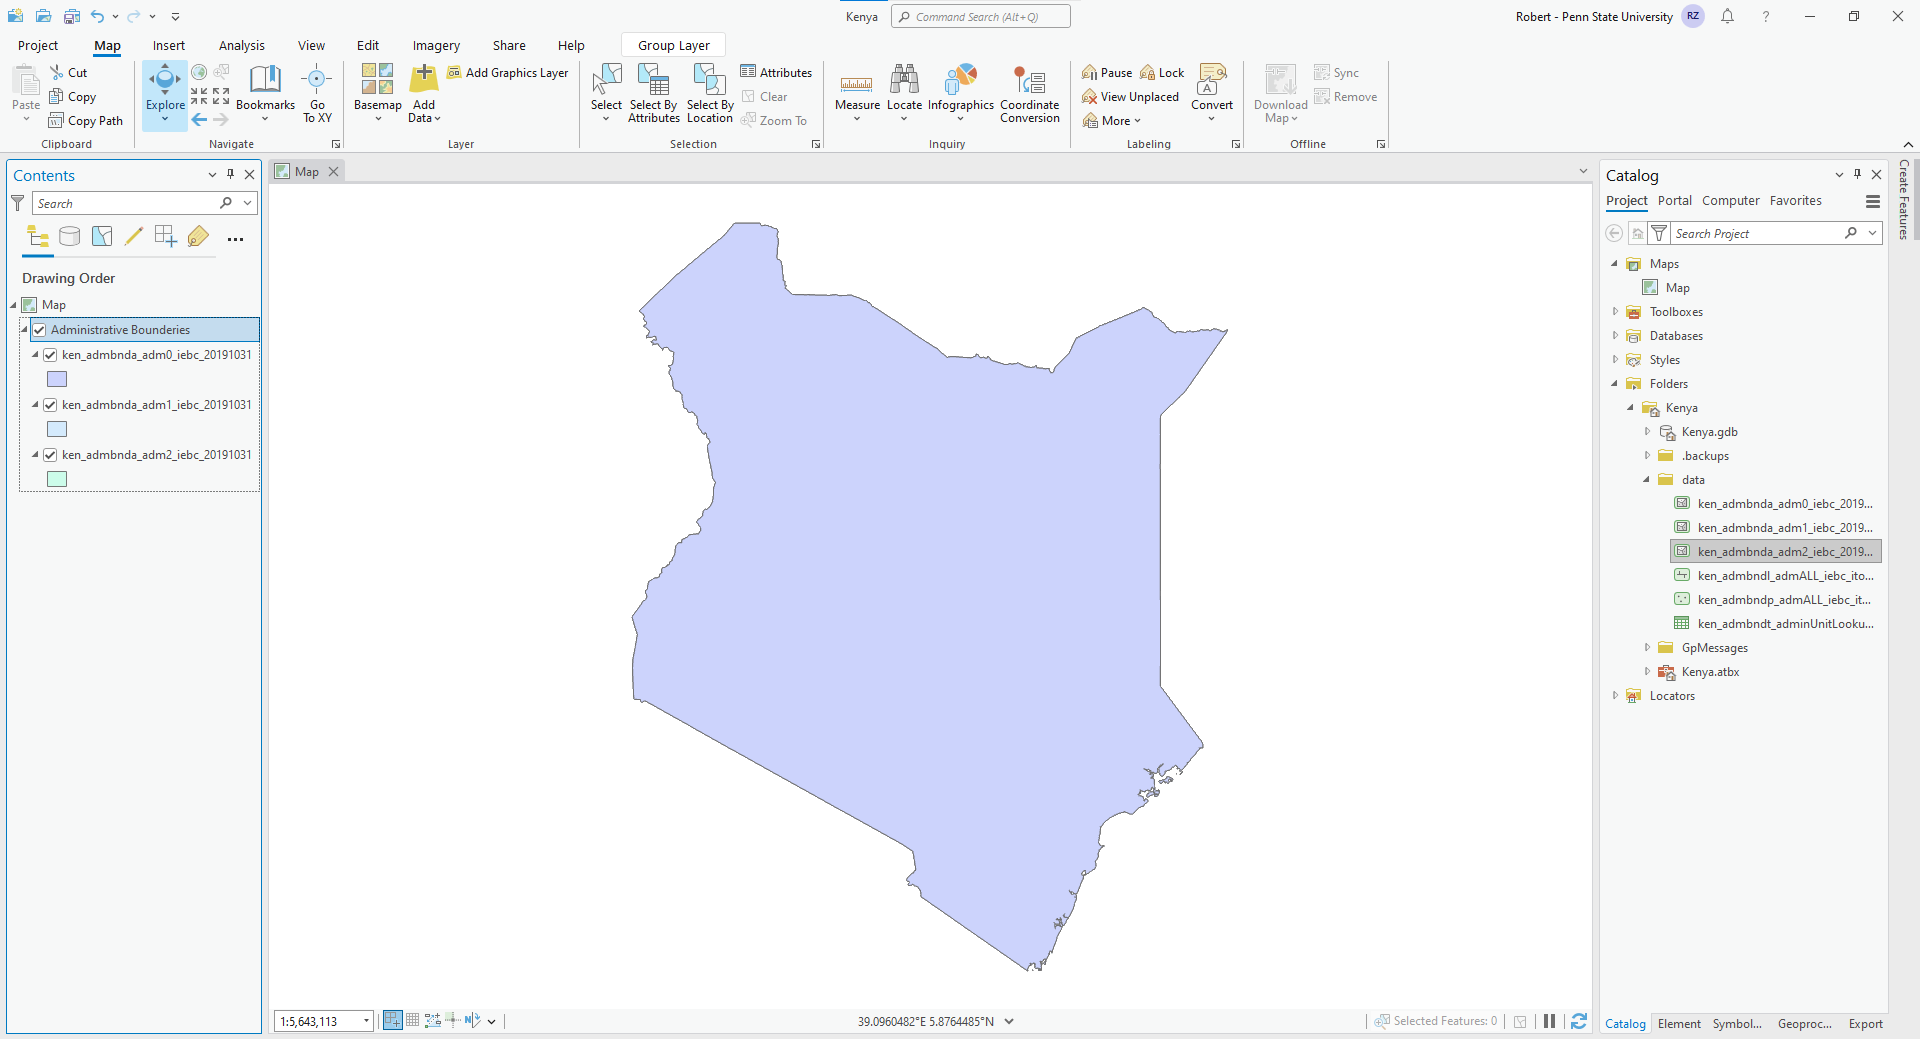 Kenya
Command Search (Alt+Q)
Robert - Penn State University
RZ
?
Project
Map
Insert
Analysis
View
Edit
Imagery
Share
Help
Group Layer
Paste
Cut
Copy
Copy Path
Clipboard
Explore
Bookmarks
Go
To XY
Navigate
Basemap
Add
Data
Add Graphics Layer
Layer
Select
Select By
Attributes
Select By
Location
Attributes
Clear
Zoom To
Selection
Measure
Locate
Infographics
Coordinate
Conversion
Inquiry
Pause
Lock
View Unplaced
More
Convert
Labeling
Download
Map
Sync
Remove
Offline
Contents
Search
Drawing Order
Map
Administrative Bounderies
ken_admbnda_adm0_iebc_20191031
ken_admbnda_adm1_iebc_20191031
ken_admbnda_adm2_iebc_20191031
Map
1:5,643,113
39.0960482°E 5.8764485°N
Selected Features: 0
Catalog
Project
Portal
Computer
Favorites
Search Project
Maps
Map
Toolboxes
Databases
Styles
Folders
Kenya
Kenya.gdb
.backups
data
ken_admbnda_adm0_iebc_2019...
ken_admbnda_adm1_iebc_2019...
ken_admbnda_adm2_iebc_2019...
ken_admbndl_admALL_iebc_ito...
ken_admbndp_admALL_iebc_it...
ken_admbndt_adminUnitLooku...
GpMessages
Kenya.atbx
Locators
Catalog
Element
Symbol...
Geoproc...
Export
Create Features